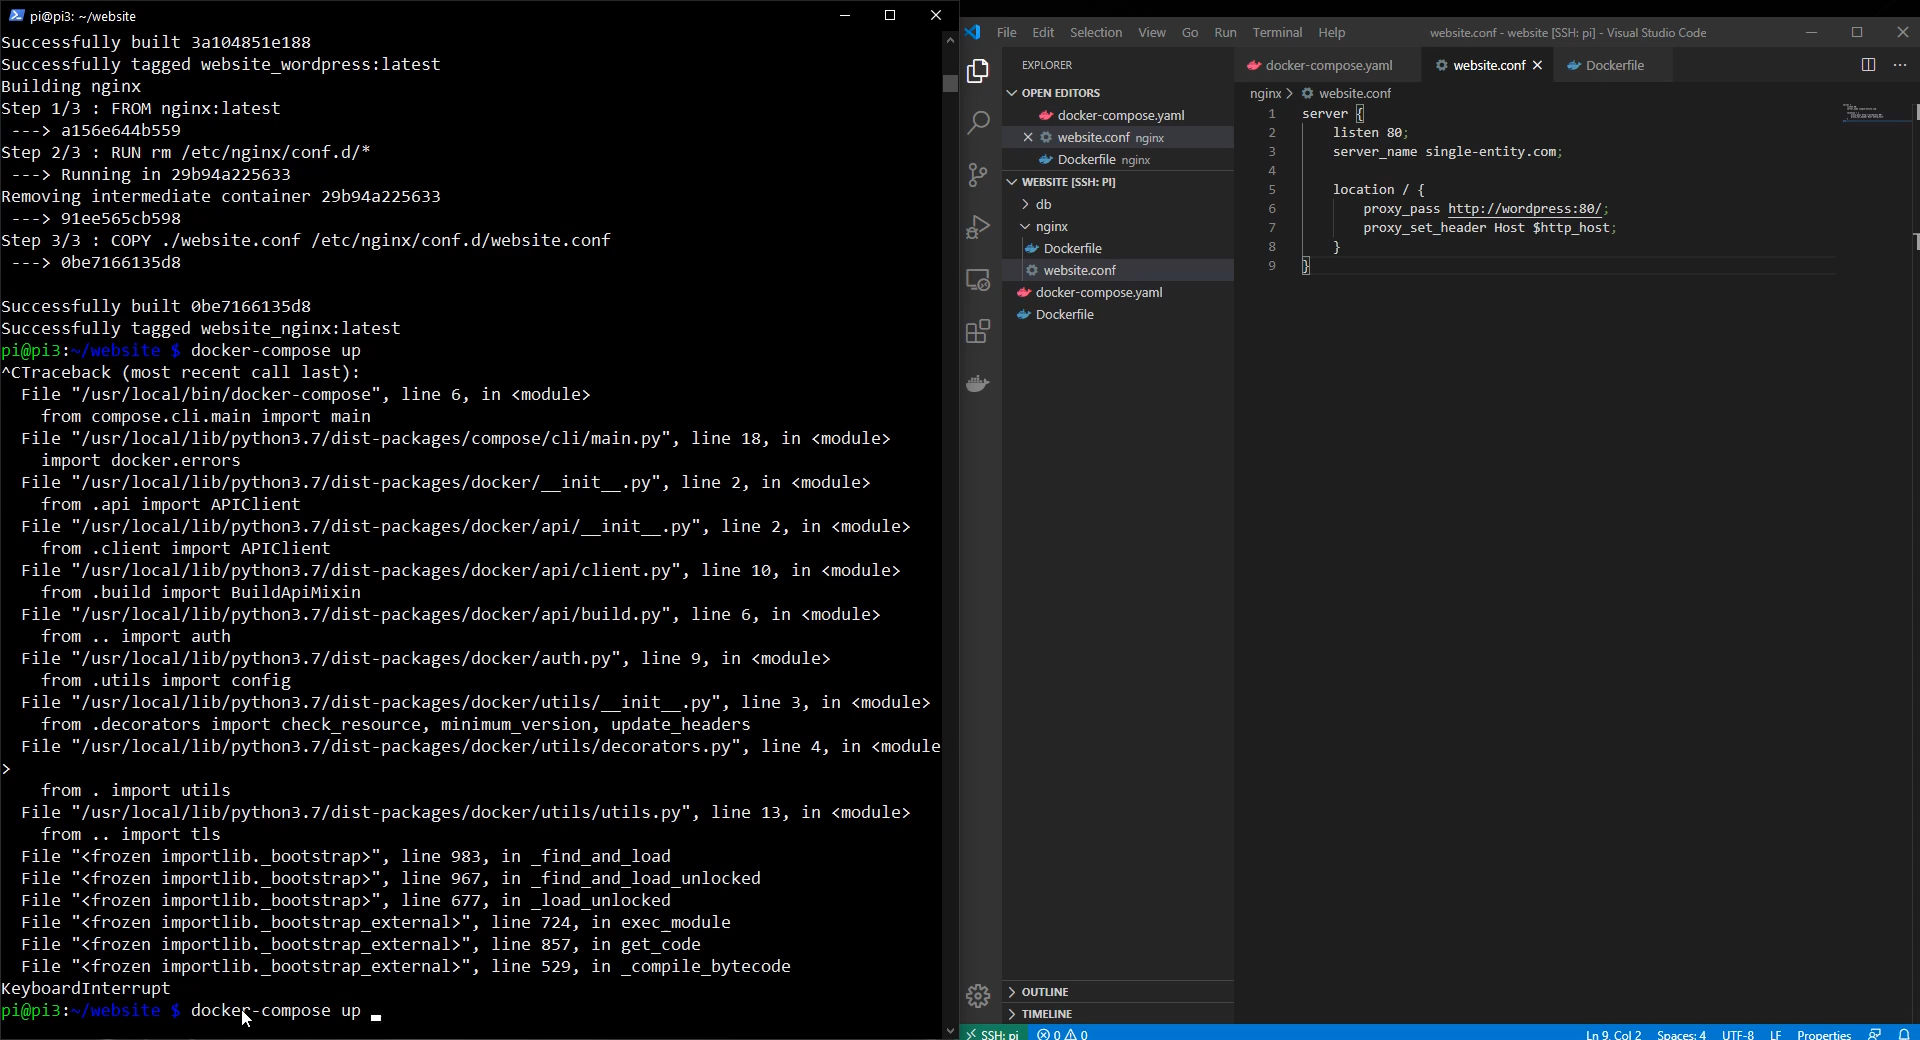 pi@pi3: ~/website
Successfully built 3a104851e188
Successfully tagged website_wordpress:latest
Building nginx
Step 1/3 : FROM nginx:latest
 ---> a156e644b559
Step 2/3 : RUN rm /etc/nginx/conf.d/*
 ---> Running in 29b94a225633
Removing intermediate container 29b94a225633
 ---> 91ee565cb598
Step 3/3 : COPY ./website.conf /etc/nginx/conf.d/website.conf
 ---> 0be7166135d8
Successfully built 0be7166135d8
Successfully tagged website_nginx:latest
pi@pi3:~/website $ docker-compose up
^CTraceback (most recent call last):
  File "/usr/local/bin/docker-compose", line 6, in <module>
    from compose.cli.main import main
  File "/usr/local/lib/python3.7/dist-packages/compose/cli/main.py", line 18, in <module>
    import docker.errors
  File "/usr/local/lib/python3.7/dist-packages/docker/__init__.py", line 2, in <module>
    from .api import APIClient
  File "/usr/local/lib/python3.7/dist-packages/docker/api/__init__.py", line 2, in <module>
    from .client import APIClient
  File "/usr/local/lib/python3.7/dist-packages/docker/api/client.py", line 10, in <module>
    from .build import BuildApiMixin
  File "/usr/local/lib/python3.7/dist-packages/docker/api/build.py", line 6, in <module>
    from .. import auth
  File "/usr/local/lib/python3.7/dist-packages/docker/auth.py", line 9, in <module>
    from .utils import config
  File "/usr/local/lib/python3.7/dist-packages/docker/utils/__init__.py", line 3, in <module>
    from .decorators import check_resource, minimum_version, update_headers
  File "/usr/local/lib/python3.7/dist-packages/docker/utils/decorators.py", line 4, in <module
>
    from . import utils
  File "/usr/local/lib/python3.7/dist-packages/docker/utils/utils.py", line 13, in <module>
    from .. import tls
  File "<frozen importlib._bootstrap>", line 983, in _find_and_load
  File "<frozen importlib._bootstrap>", line 967, in _find_and_load_unlocked
  File "<frozen importlib._bootstrap>", line 677, in _load_unlocked
  File "<frozen importlib._bootstrap_external>", line 724, in exec_module
  File "<frozen importlib._bootstrap_external>", line 857, in get_code
  File "<frozen importlib._bootstrap_external>", line 529, in _compile_bytecode
KeyboardInterrupt
pi@pi3:~/website $ docker-compose up
File Edit Selection View Go Run Terminal Help website.conf - website [SSH: pi] - Visual Studio Code
EXPLORER
OPEN EDITORS
docker-compose.yaml
website.conf nginx
Dockerfile nginx
WEBSITE [SSH: PI]
db
nginx
Dockerfile
website.conf
docker-compose.yaml
Dockerfile
OUTLINE
TIMELINE
docker-compose.yaml website.conf Dockerfile
nginx > website.conf
1 server {
2     listen 80;
3     server_name single-entity.com;
4
5     location / {
6         proxy_pass http://wordpress:80/;
7         proxy_set_header Host $http_host;
8     }
9 }
SSH: pi 0 0 Ln 9, Col 2 Spaces: 4 UTF-8 LF Properties